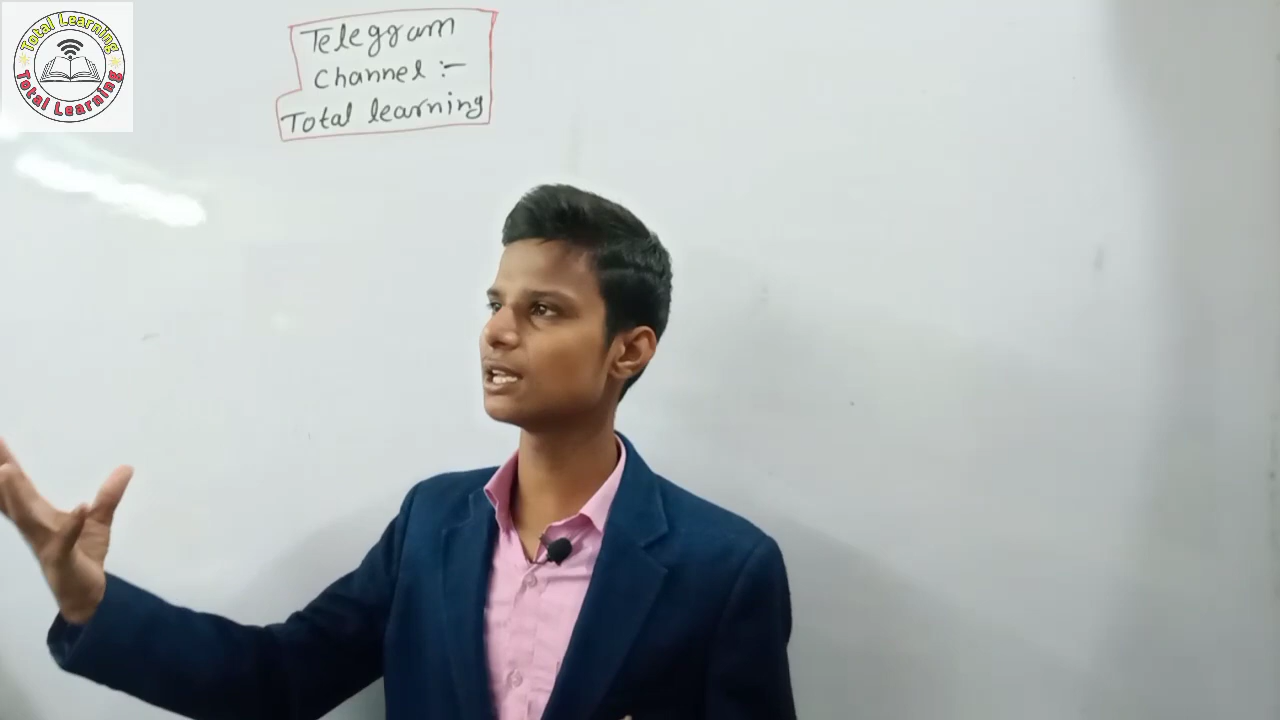 Total Learning
Total Learning
Telegram
Channel :-
Total learning